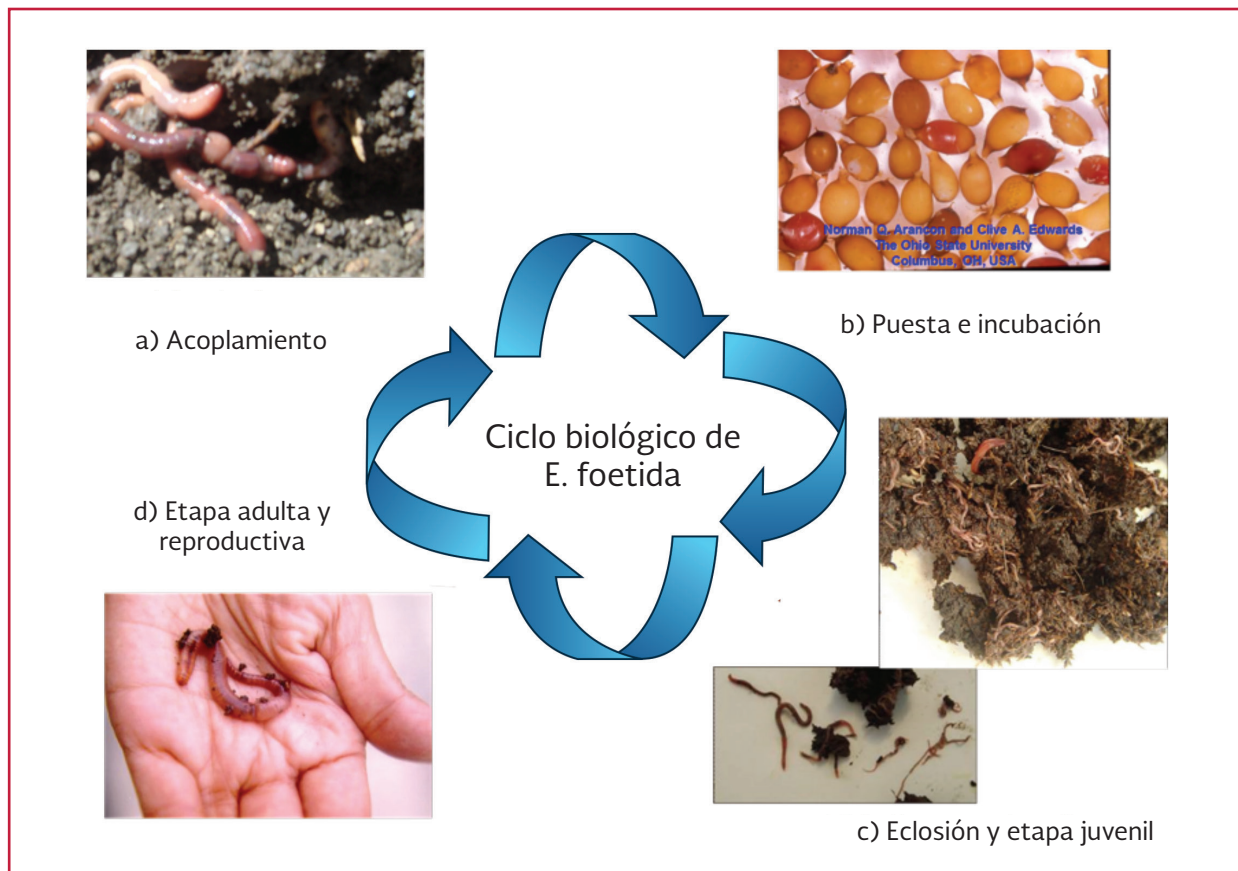 a) Acoplamiento
Norman Q. Arancon and Clive A. Edwards
The Ohio State University
Columbus, OH, USA
b) Puesta e incubación
Ciclo biológico de
E. foetida
d) Etapa adulta y
reproductiva
c) Eclosión y etapa juvenil